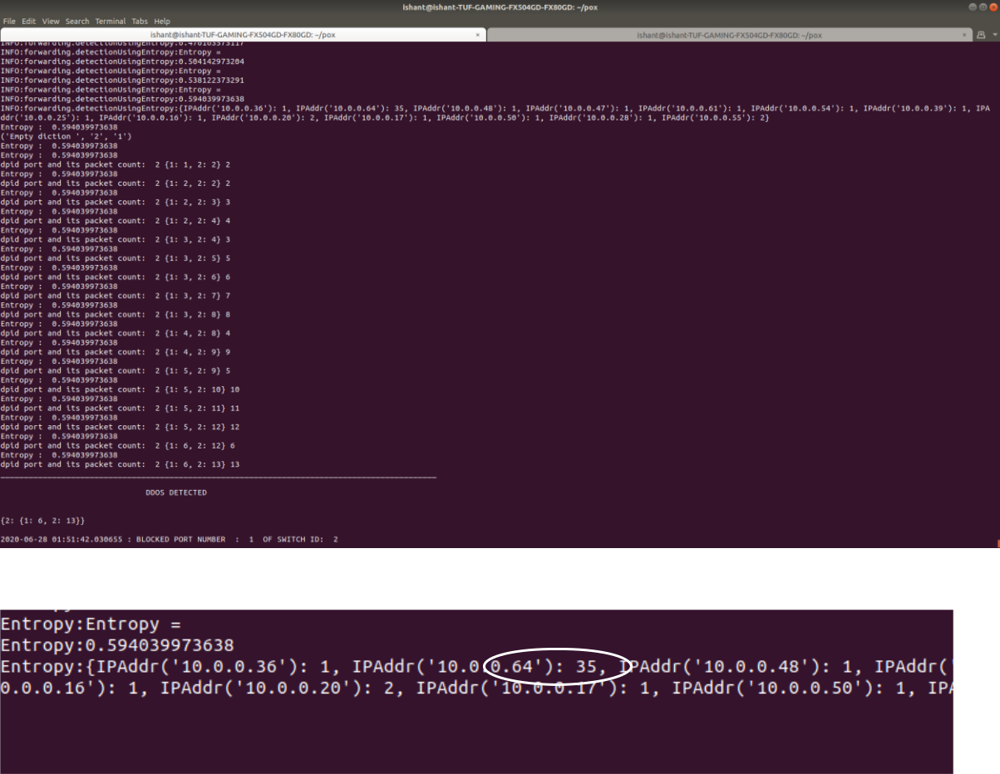 ishant@ishant-TUF-GAMING-FX504GD-FX80GD: ~/pox
File Edit View Search Terminal Tabs Help
ishant@ishant-TUF-GAMING-FX504GD-FX80GD: ~/pox × ishant@ishant-TUF-GAMING-FX504GD-FX80GD: ~/pox ×
INFO:forwarding.detectionUsingEntropy:0.470163573117
INFO:forwarding.detectionUsingEntropy:Entropy =
INFO:forwarding.detectionUsingEntropy:0.504142973204
INFO:forwarding.detectionUsingEntropy:Entropy =
INFO:forwarding.detectionUsingEntropy:0.538122373291
INFO:forwarding.detectionUsingEntropy:Entropy =
INFO:forwarding.detectionUsingEntropy:0.594039973638
INFO:forwarding.detectionUsingEntropy:{IPAddr('10.0.0.36'): 1, IPAddr('10.0.0.64'): 35, IPAddr('10.0.0.48'): 1, IPAddr('10.0.0.47'): 1, IPAddr('10.0.0.61'): 1, IPAddr('10.0.0.54'): 1, IPAddr('10.0.0.39'): 1, IPA
ddr('10.0.0.25'): 1, IPAddr('10.0.0.16'): 1, IPAddr('10.0.0.20'): 2, IPAddr('10.0.0.17'): 1, IPAddr('10.0.0.50'): 1, IPAddr('10.0.0.28'): 1, IPAddr('10.0.0.55'): 2}
Entropy :  0.594039973638
('Empty diction ', '2', '1')
Entropy :  0.594039973638
Entropy :  0.594039973638
dpid port and its packet count:  2 {1: 1, 2: 2} 2
Entropy :  0.594039973638
dpid port and its packet count:  2 {1: 2, 2: 2} 2
Entropy :  0.594039973638
dpid port and its packet count:  2 {1: 2, 2: 3} 3
Entropy :  0.594039973638
dpid port and its packet count:  2 {1: 2, 2: 4} 4
Entropy :  0.594039973638
dpid port and its packet count:  2 {1: 3, 2: 4} 3
Entropy :  0.594039973638
dpid port and its packet count:  2 {1: 3, 2: 5} 5
Entropy :  0.594039973638
dpid port and its packet count:  2 {1: 3, 2: 6} 6
Entropy :  0.594039973638
dpid port and its packet count:  2 {1: 3, 2: 7} 7
Entropy :  0.594039973638
dpid port and its packet count:  2 {1: 3, 2: 8} 8
Entropy :  0.594039973638
dpid port and its packet count:  2 {1: 4, 2: 8} 4
Entropy :  0.594039973638
dpid port and its packet count:  2 {1: 4, 2: 9} 9
Entropy :  0.594039973638
dpid port and its packet count:  2 {1: 5, 2: 9} 5
Entropy :  0.594039973638
dpid port and its packet count:  2 {1: 5, 2: 10} 10
Entropy :  0.594039973638
dpid port and its packet count:  2 {1: 5, 2: 11} 11
Entropy :  0.594039973638
dpid port and its packet count:  2 {1: 5, 2: 12} 12
Entropy :  0.594039973638
dpid port and its packet count:  2 {1: 6, 2: 12} 6
Entropy :  0.594039973638
dpid port and its packet count:  2 {1: 6, 2: 13} 13
DDOS DETECTED
{2: {1: 6, 2: 13}}
2020-06-28 01:51:42.030655 : BLOCKED PORT NUMBER  :  1  OF SWITCH ID:  2
Entropy:Entropy =
Entropy:0.594039973638
Entropy:{IPAddr('10.0.0.36'): 1, IPAddr('10.0.0.64'): 35, IPAddr('10.0.0.48'): 1, IPAddr('
0.0.0.16'): 1, IPAddr('10.0.0.20'): 2, IPAddr('10.0.0.17'): 1, IPAddr('10.0.0.50'): 1, IPA